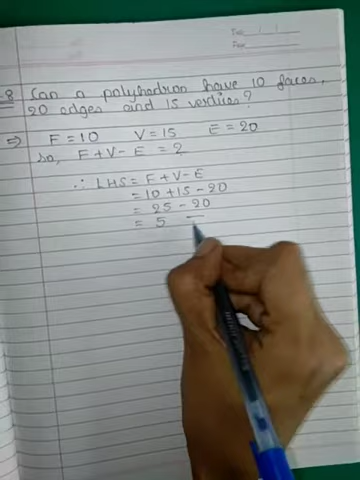 8 Can a polyhedron have 10 faces,
20 edges and 15 vertices?
⇒ F = 10 V = 15 E = 20
so, F + V - E = 2
∴ LHS = F + V - E
= 10 + 15 - 20
= 25 - 20
= 5 —